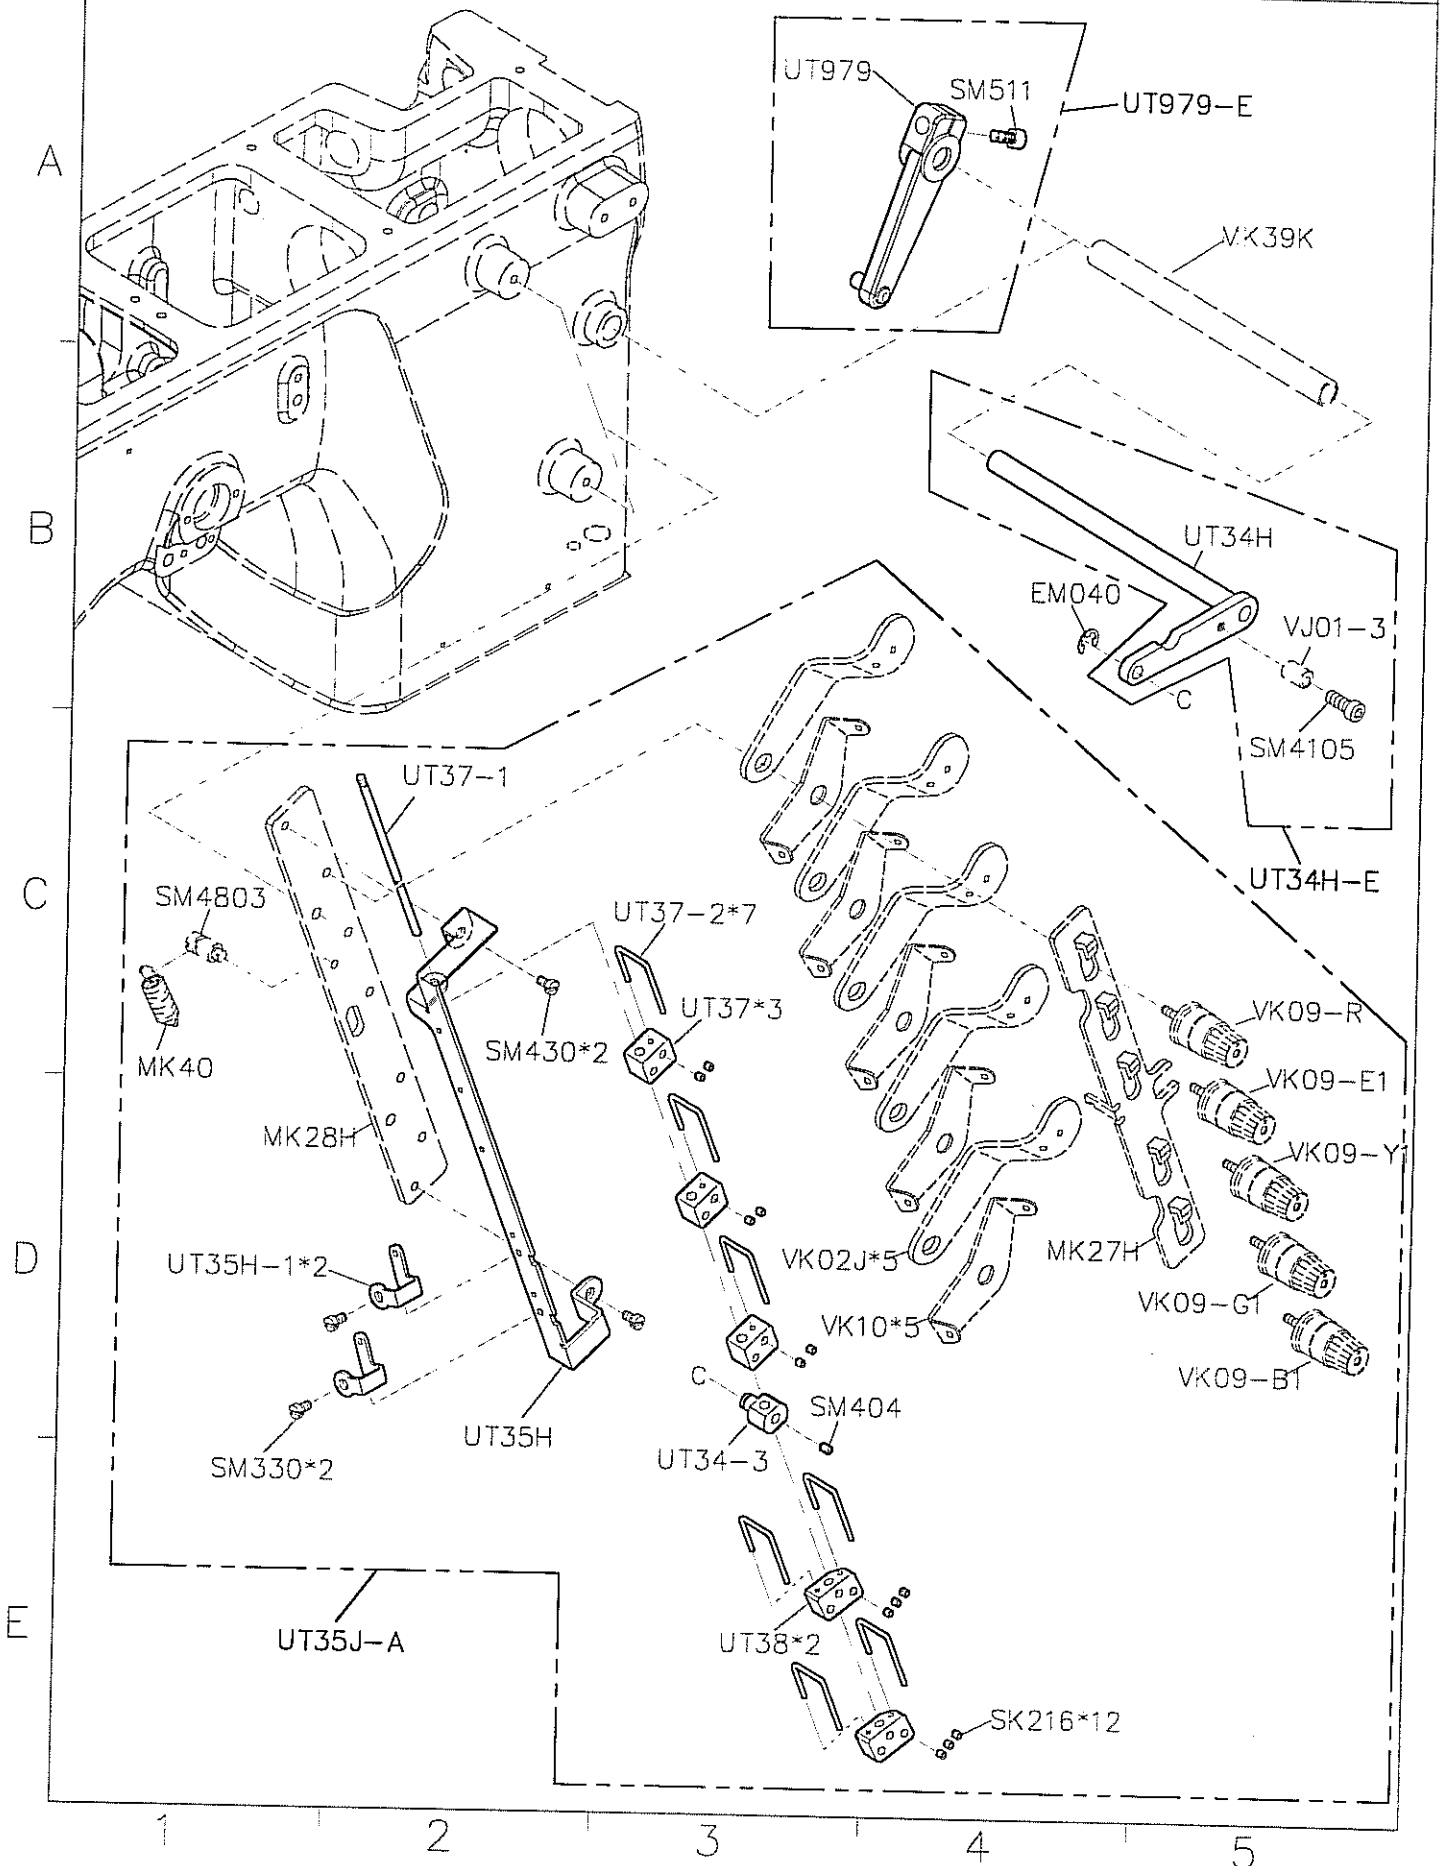 UT979
SM511
UT979-E
A
VK39K
B
UT34H
EM040
VJ01-3
C
SM4105
UT37-1
UT34H-E
C
SM4803
UT37-2*7
UT37*3
VK09-R
SM430*2
MK40
VK09-E1
MK28H
VK09-Y1
D
UT35H-1*2
VK02J*5
MK27H
VK09-G1
VK10*5
VK09-B1
C
SM404
UT35H
UT34-3
SM330*2
E
UT35J-A
UT38*2
SK216*12
1
2
3
4
5